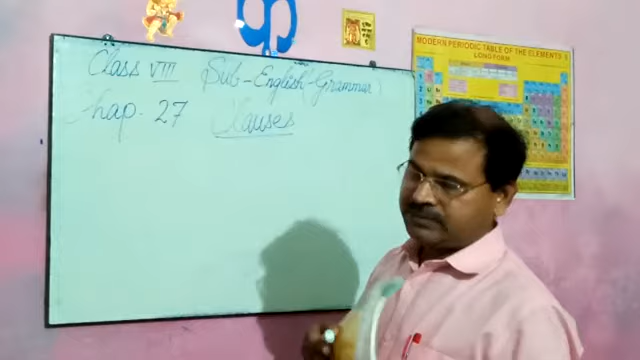 Class VIII Sub-English (Grammar)
Chap. 27 Clauses
MODERN PERIODIC TABLE OF THE ELEMENTS
LONG FORM